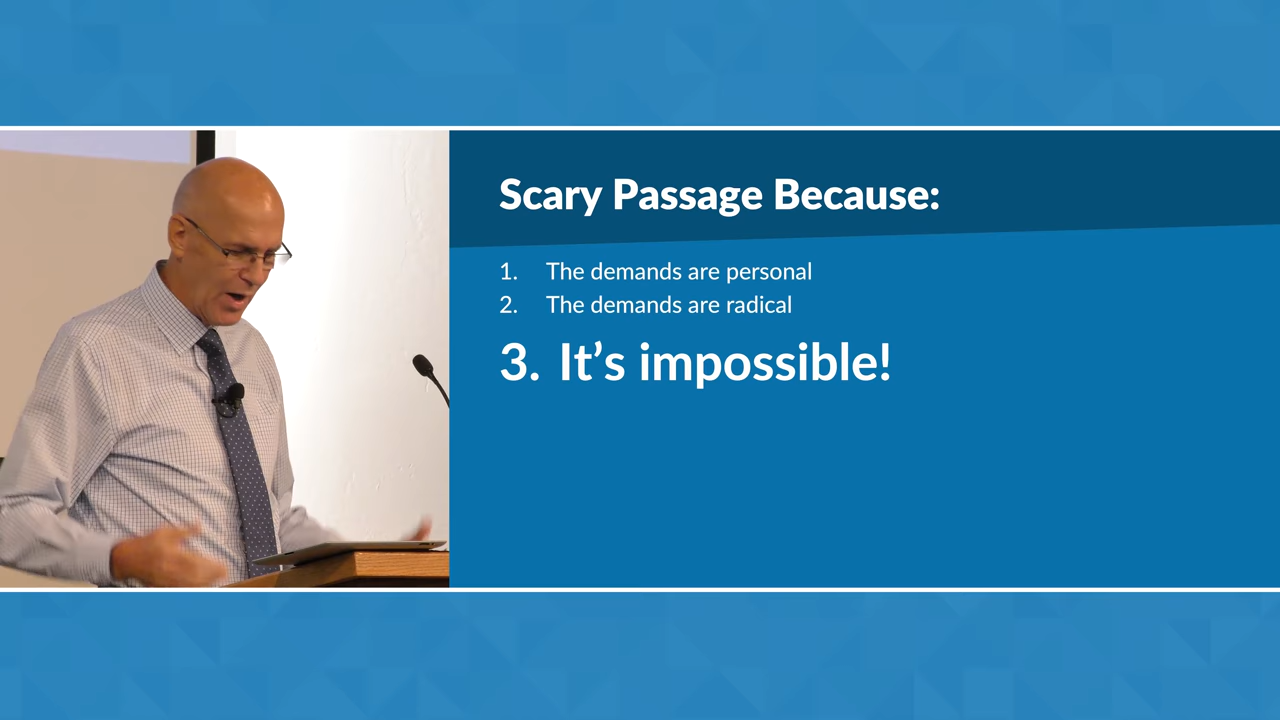 Scary Passage Because:
1. The demands are personal
2. The demands are radical
3. It’s impossible!